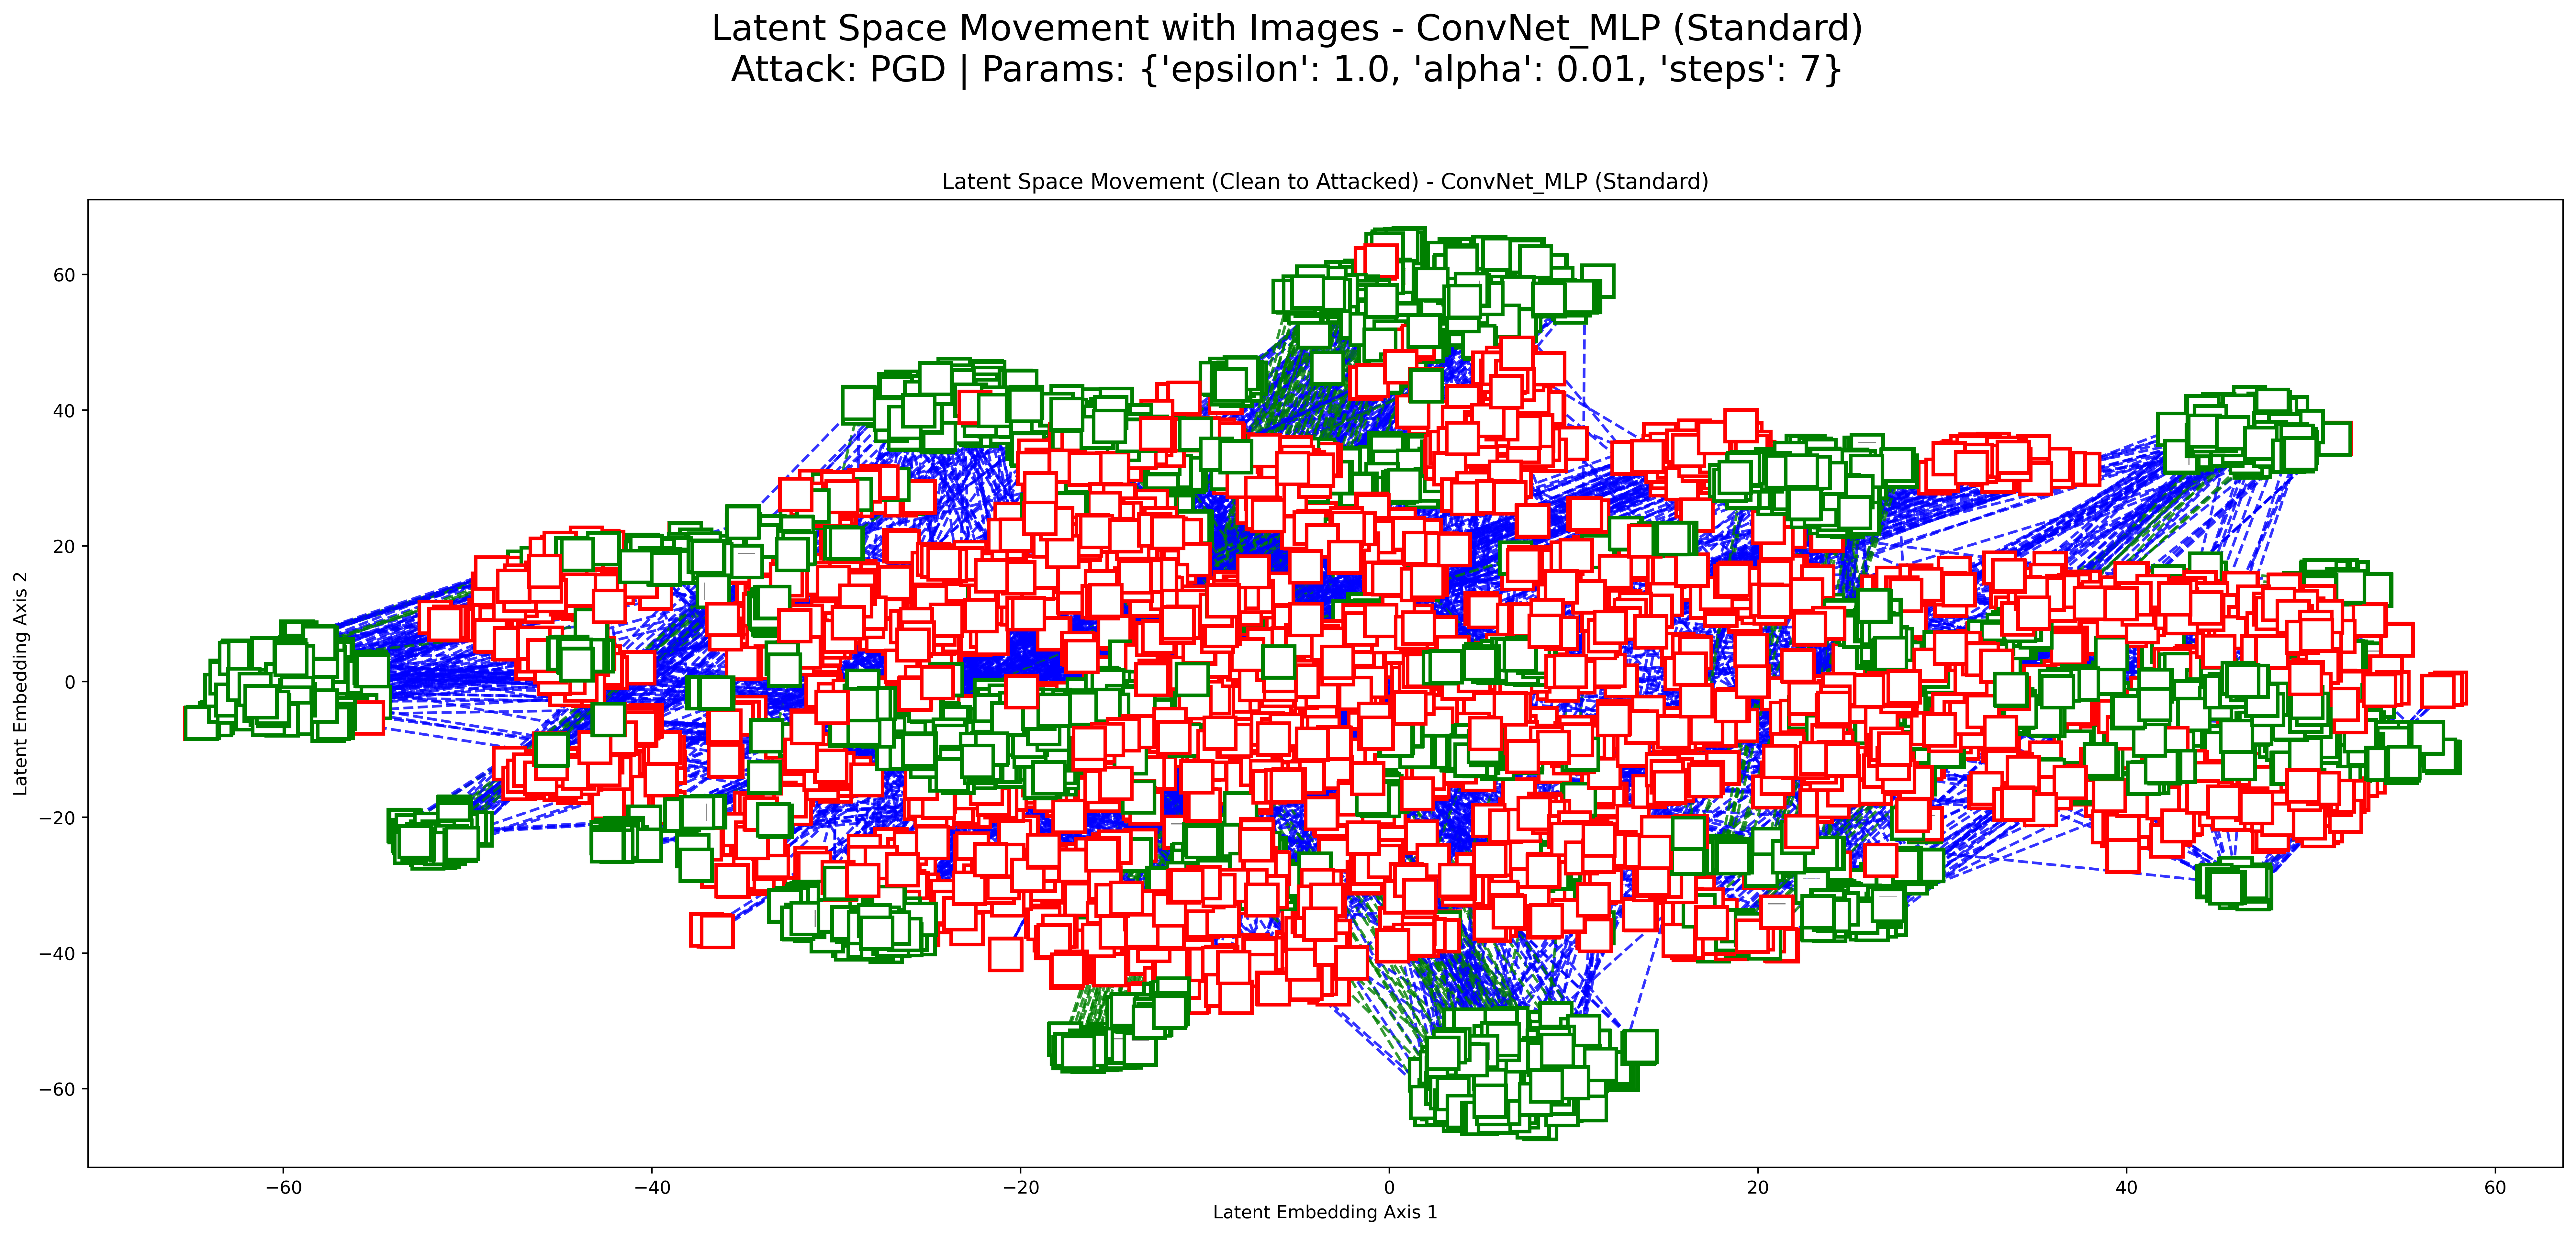 Latent Space Movement with Images - ConvNet_MLP (Standard)
Attack: PGD | Params: {'epsilon': 1.0, 'alpha': 0.01, 'steps': 7}
Latent Space Movement (Clean to Attacked) - ConvNet_MLP (Standard)
60
40
20
0
−20
−40
−60
Latent Embedding Axis 2
−60
−40
−20
0
20
40
60
Latent Embedding Axis 1